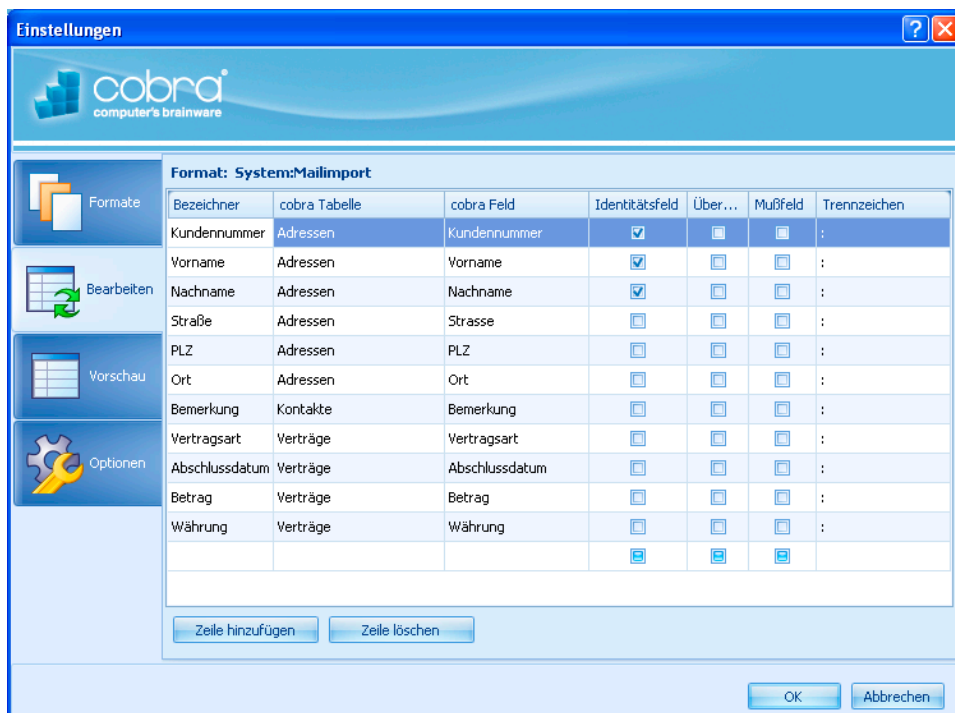 Einstellungen
cobra
computer's brainware
Formate
Bearbeiten
Vorschau
Optionen
Format: System:Mailimport
Bezeichner cobra Tabelle cobra Feld Identitätsfeld Über... Mußfeld Trennzeichen
Kundennummer Adressen Kundennummer :
Vorname Adressen Vorname :
Nachname Adressen Nachname :
Straße Adressen Strasse :
PLZ Adressen PLZ :
Ort Adressen Ort :
Bemerkung Kontakte Bemerkung :
Vertragsart Verträge Vertragsart :
Abschlussdatum Verträge Abschlussdatum :
Betrag Verträge Betrag :
Währung Verträge Währung :
Zeile hinzufügen Zeile löschen
OK Abbrechen